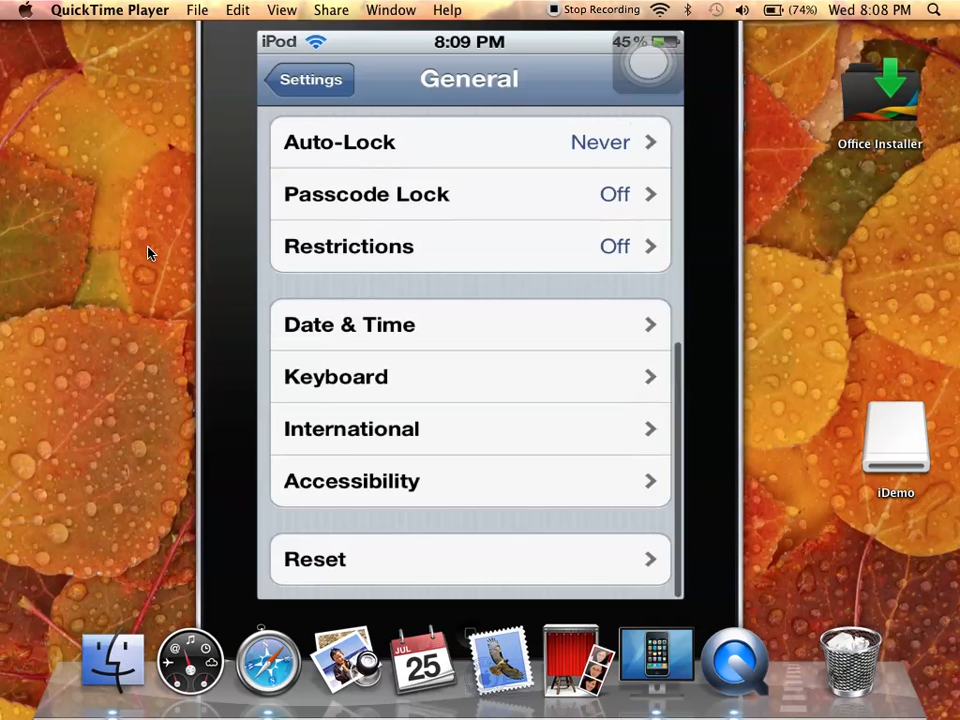 QuickTime Player File Edit View Share Window Help Stop Recording (74%) Wed 8:08 PM
iPod 8:09 PM 45%
Settings General
Auto-Lock Never
Passcode Lock Off
Restrictions Off
Date & Time
Keyboard
International
Accessibility
Reset
Office Installer
iDemo
JUL
25